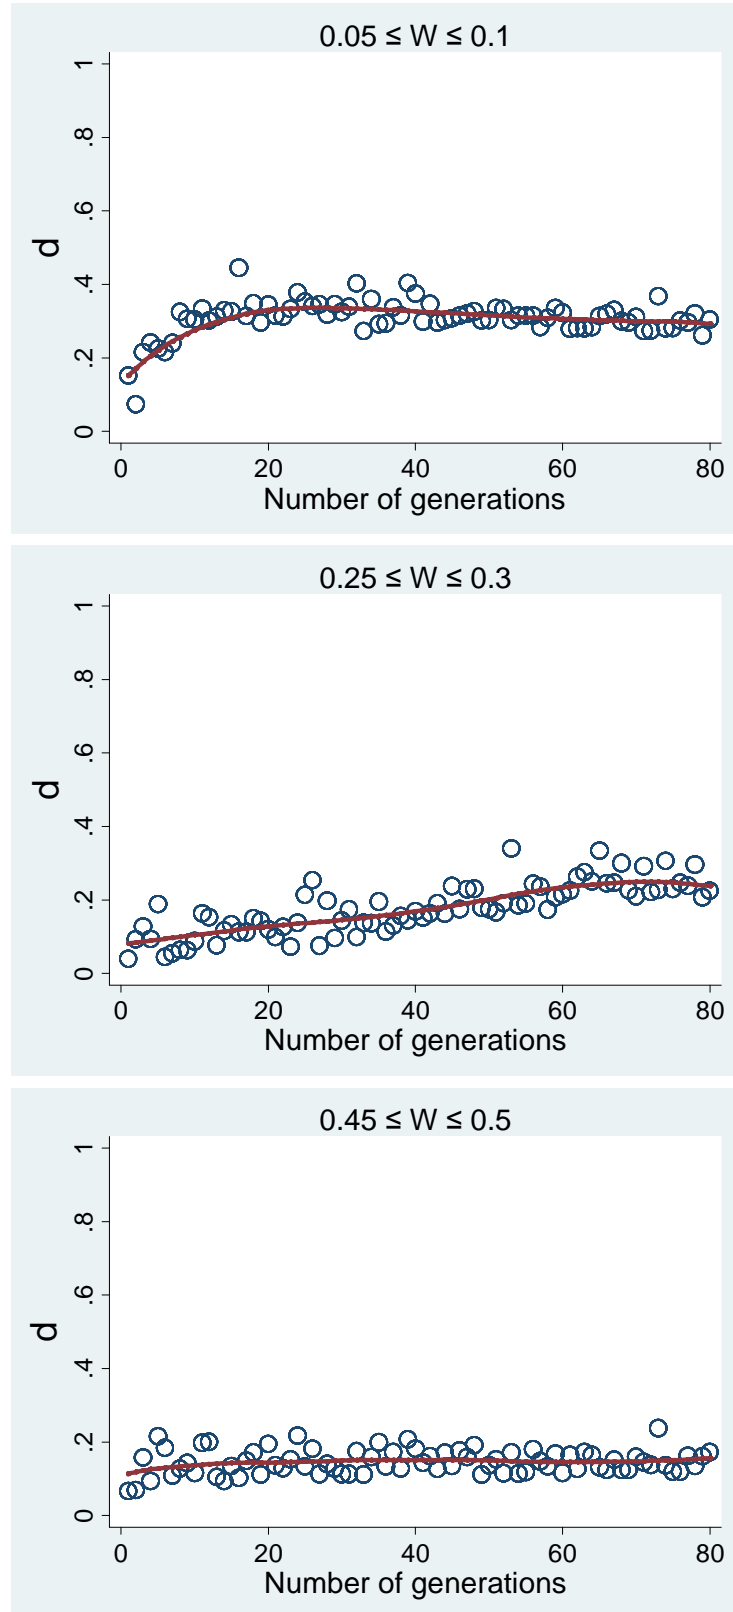 0.05 ≤ W ≤ 0.1
1
.8
.6
.4
.2
0
d
0 20 40 60 80
Number of generations
0.25 ≤ W ≤ 0.3
1
.8
.6
.4
.2
0
d
0 20 40 60 80
Number of generations
0.45 ≤ W ≤ 0.5
1
.8
.6
.4
.2
0
d
0 20 40 60 80
Number of generations